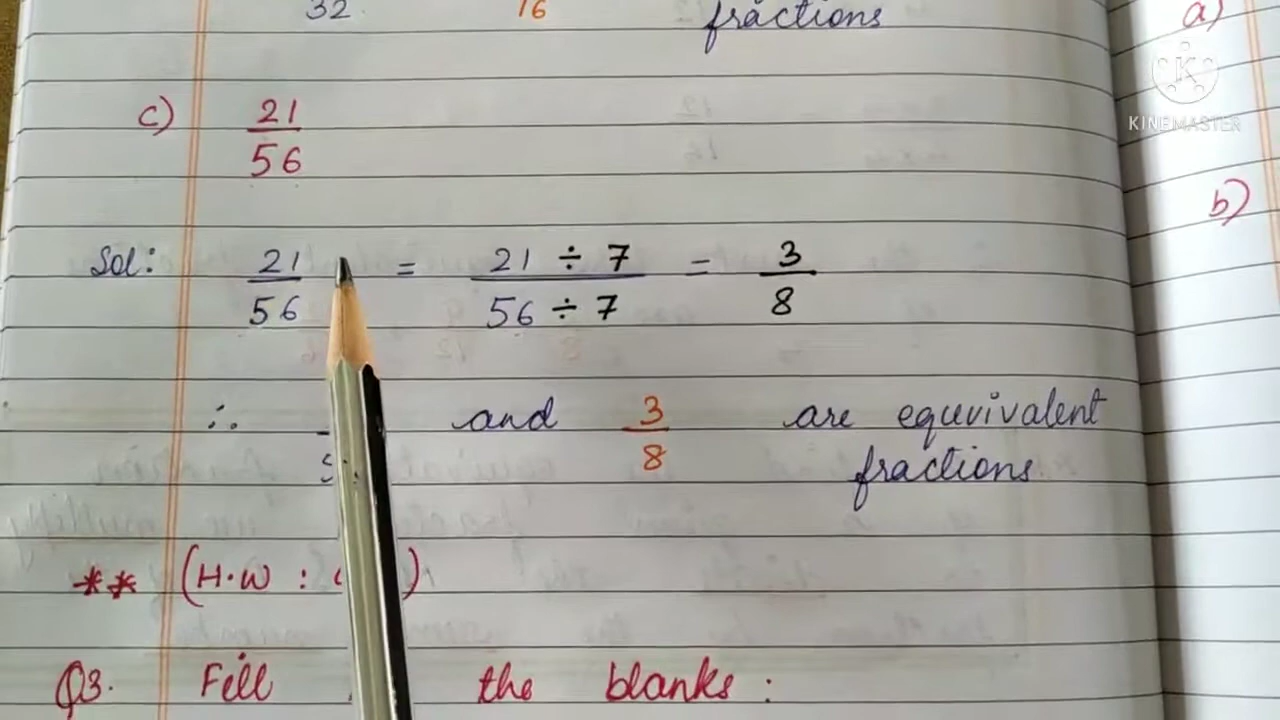 32 16 fractions
c) 21/56
Sol: 21/56 = 21 ÷ 7/56 ÷ 7 = 3/8
∴ and 3/8 are equivalent
fractions.
** (H.W : )
Q3. Fill the blanks :
a)
b)
K
KINEMASTER